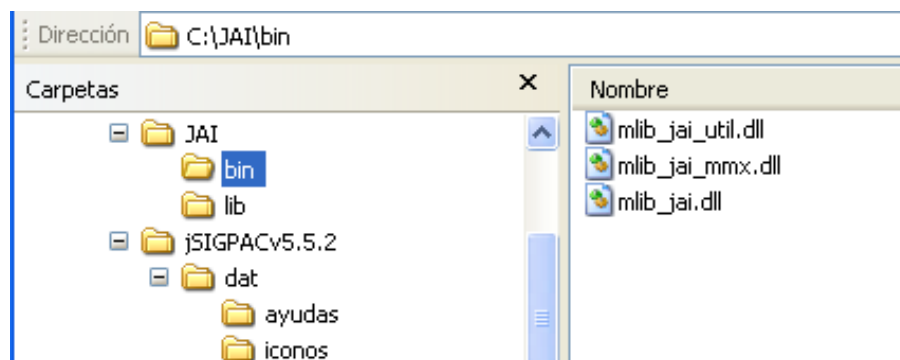 Dirección C:\JAI\bin
Carpetas
Nombre
JAI
bin
lib
jSIGPACv5.5.2
dat
ayudas
iconos
mlib_jai_util.dll
mlib_jai_mmx.dll
mlib_jai.dll